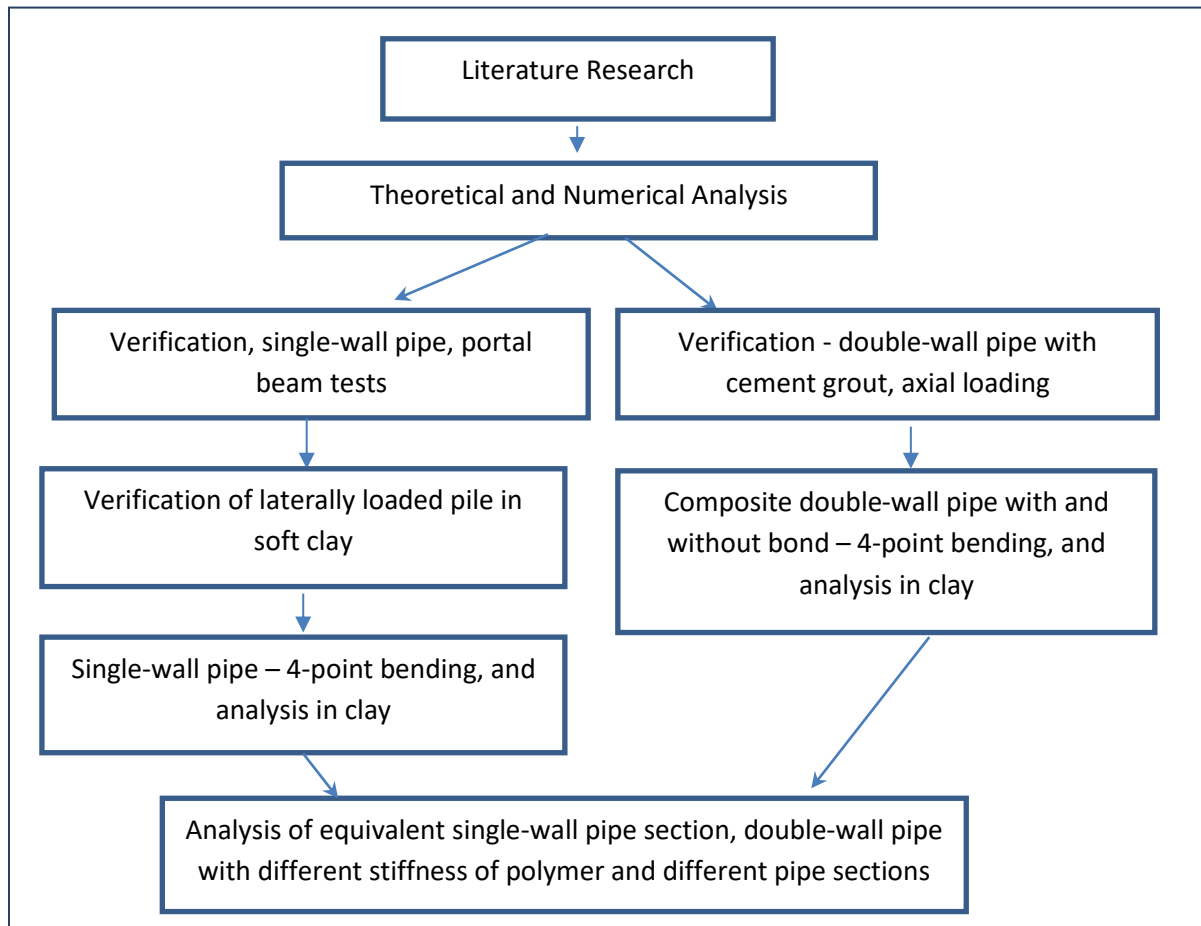 Literature Research
Theoretical and Numerical Analysis
Verification, single-wall pipe, portal
beam tests
Verification of laterally loaded pile in
soft clay
Single-wall pipe – 4-point bending, and
analysis in clay
Verification - double-wall pipe with
cement grout, axial loading
Composite double-wall pipe with and
without bond – 4-point bending, and
analysis in clay
Analysis of equivalent single-wall pipe section, double-wall pipe
with different stiffness of polymer and different pipe sections